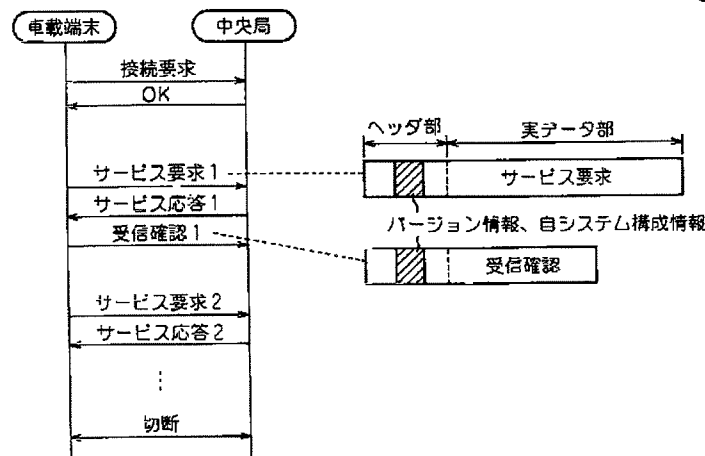 車載端末
中央局
接続要求
OK
ヘッダ部
実データ部
サービス要求1
サービス要求
サービス応答1
バージョン情報、自システム構成情報
受信確認1
受信確認
サービス要求2
サービス応答2
切断